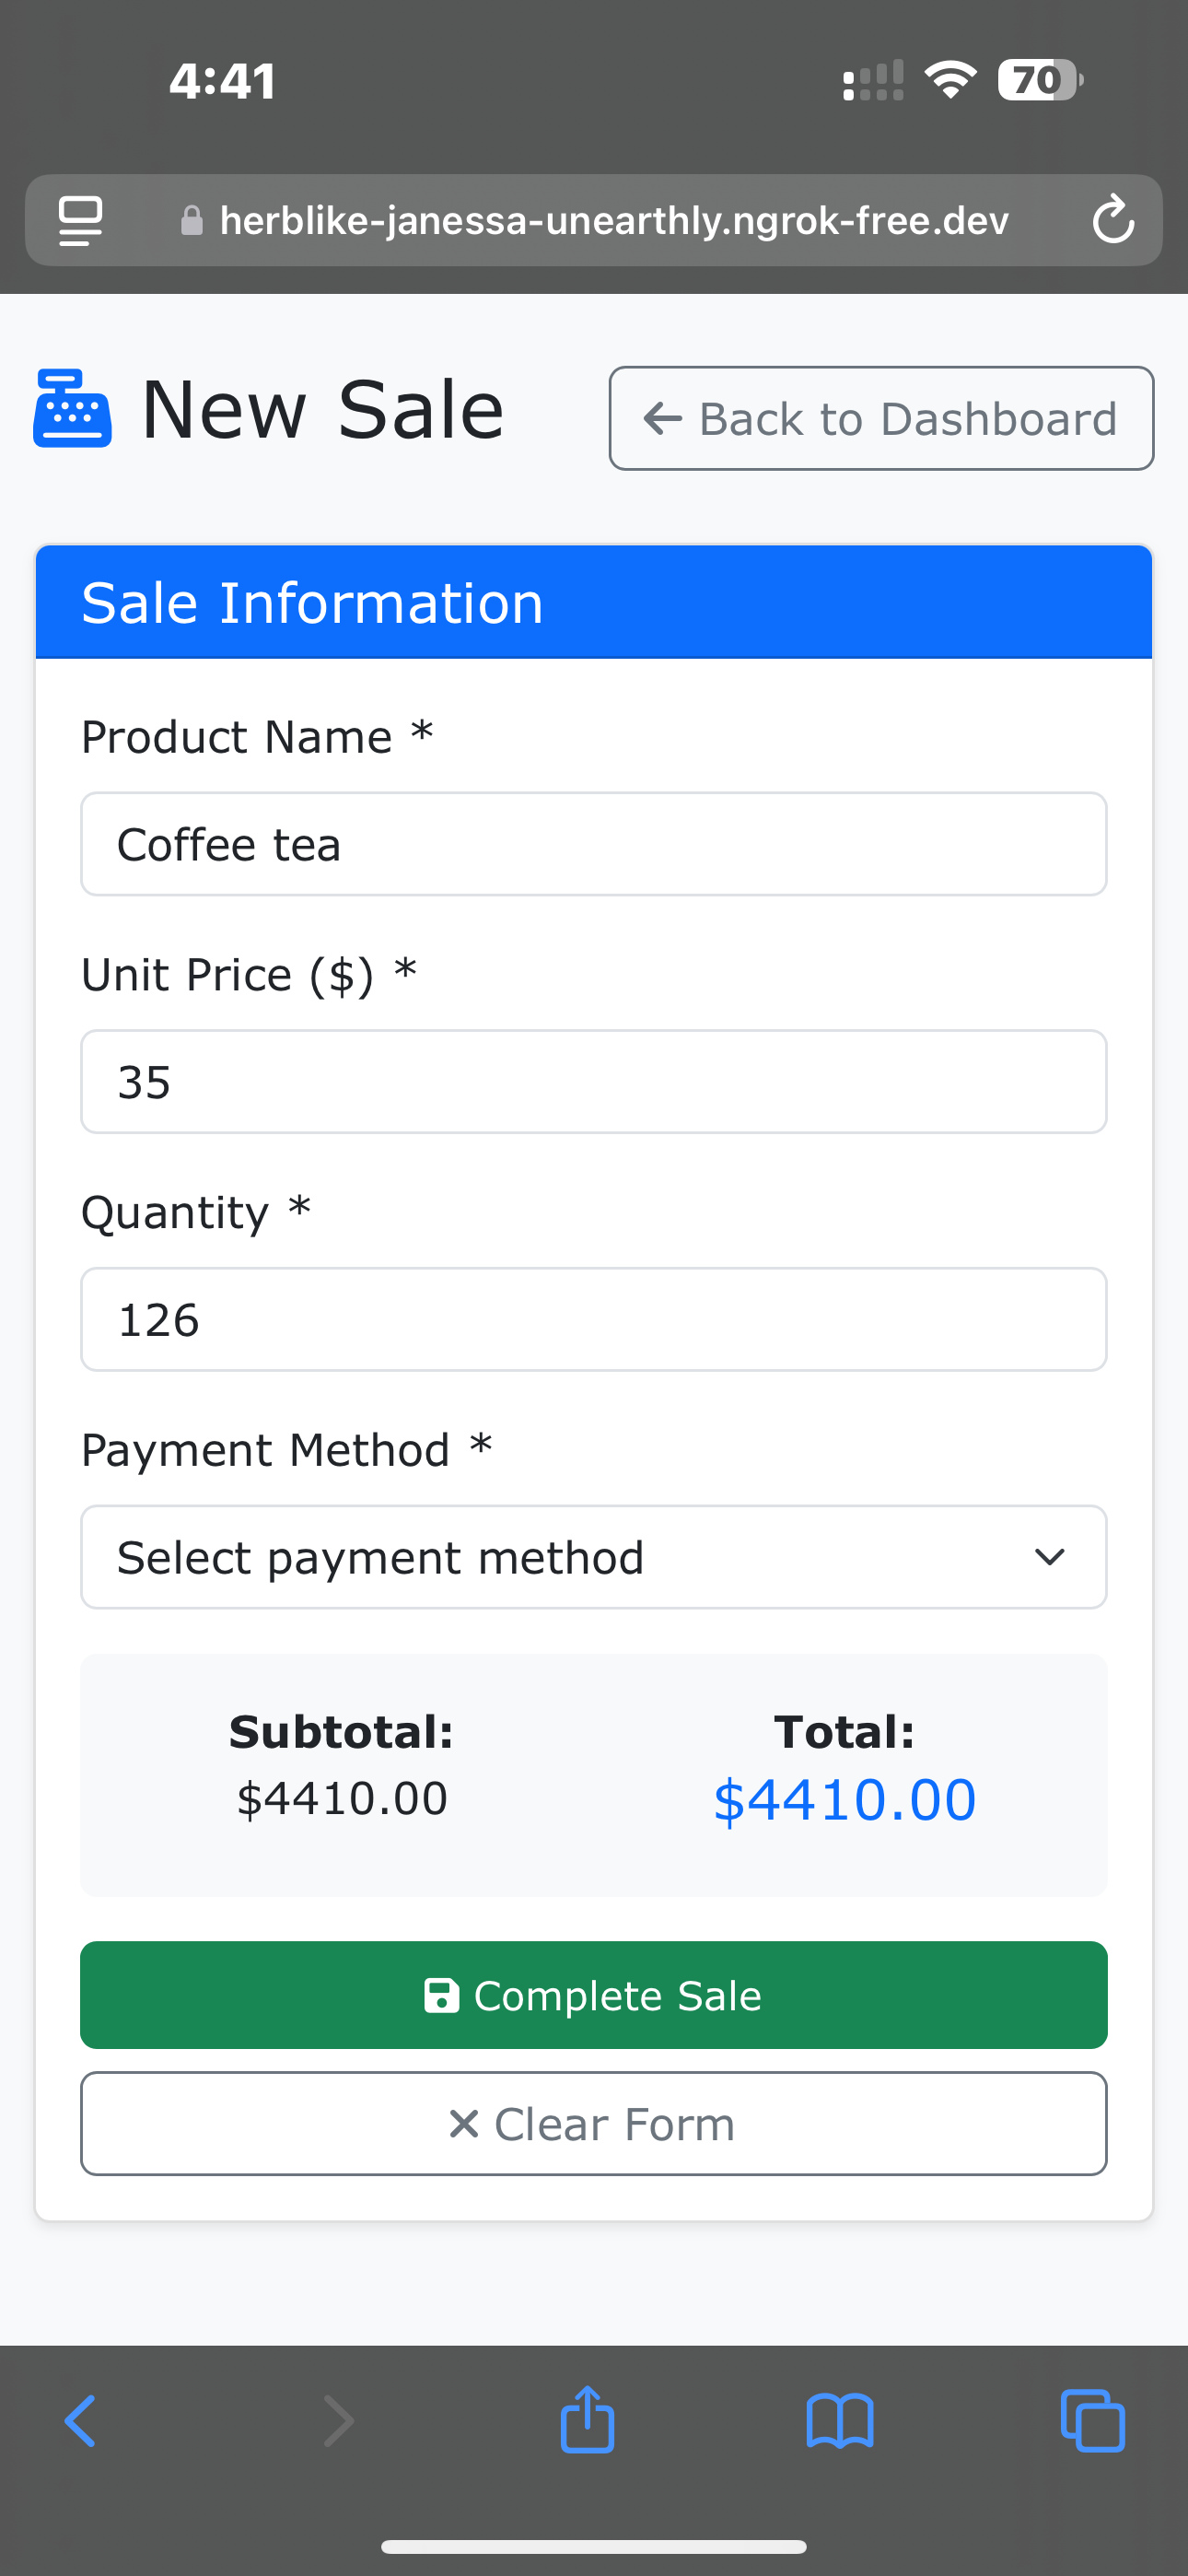 4:41
70
herblike-janessa-unearthly.ngrok-free.dev
New Sale
Back to Dashboard
Sale Information
Product Name *
Coffee tea
Unit Price ($) *
35
Quantity *
126
Payment Method *
Select payment method
Subtotal:
$4410.00
Total:
$4410.00
Complete Sale
Clear Form